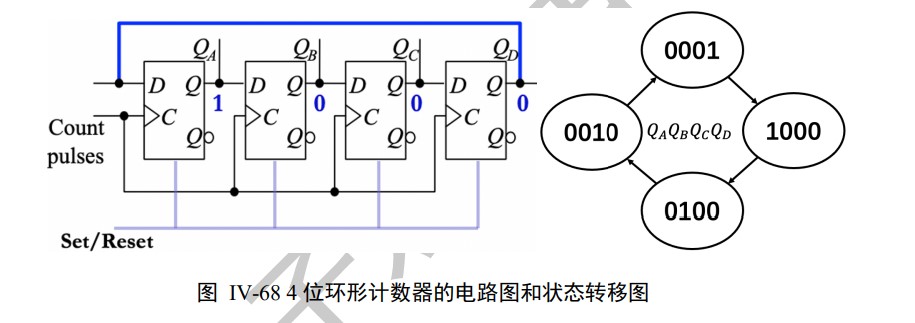 Q_A Q_B Q_C Q_D
D Q D Q D Q D Q
1 0 0 0
C C C C
Q Q Q Q
Count
pulses
Set/Reset
0001
0010 Q_A Q_B Q_C Q_D 1000
0100
图 IV-68 4 位环形计数器的电路图和状态转移图